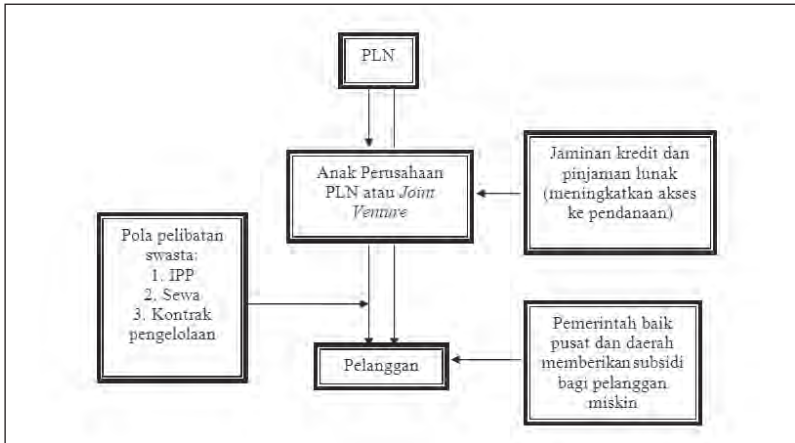 PLN
Anak Perusahaan
PLN atau Joint
Venture
Jaminan kredit dan
pinjaman lunak
(meningkatkan akses
ke pendanaan)
Pola pelibatan
swasta:
1. IPP
2. Sewa
3. Kontrak
pengelolaan
Pelanggan
Pemerintah baik
pusat dan daerah
memberikan subsidi
bagi pelanggan
miskin